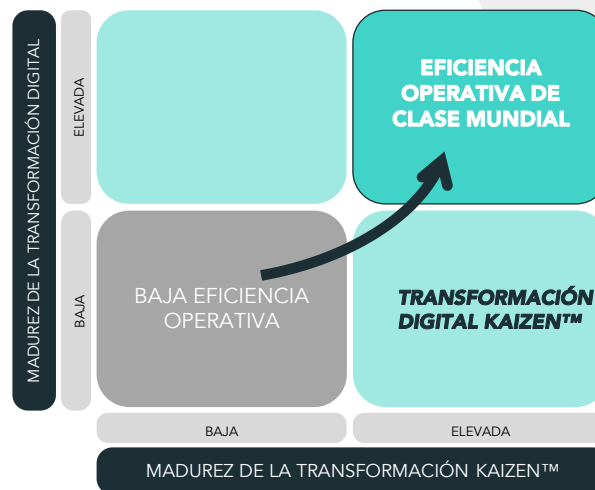 MADUREZ DE LA TRANSFORMACIÓN DIGITAL
ELEVADA
EFICIENCIA
OPERATIVA DE
CLASE MUNDIAL
BAJA
BAJA EFICIENCIA
OPERATIVA
TRANSFORMACIÓN
DIGITAL KAIZEN™
BAJA
ELEVADA
MADUREZ DE LA TRANSFORMACIÓN KAIZEN™